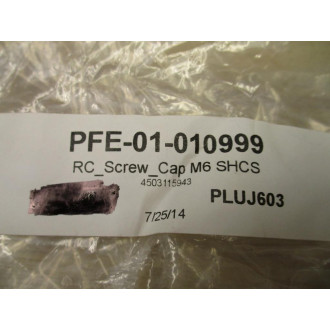 PFE-01-010999
RC_Screw_Cap M6 SHCS
4503115943
PLUJ603
7/25/14